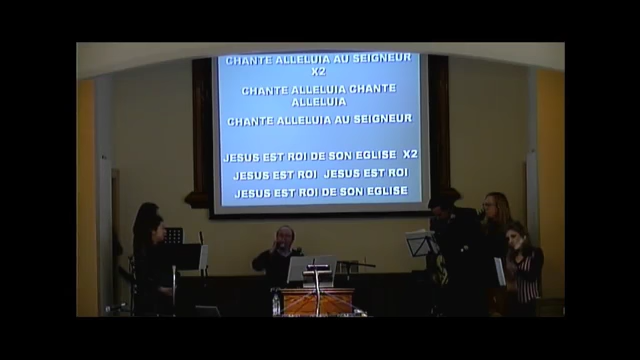 CHANTE ALLELUIA AU SEIGNEUR
X2
CHANTE ALLELUIA CHANTE
ALLELUIA
CHANTE ALLELUIA AU SEIGNEUR
JESUS EST ROI DE SON EGLISE X2
JESUS EST ROI JESUS EST ROI
JESUS EST ROI DE SON EGLISE